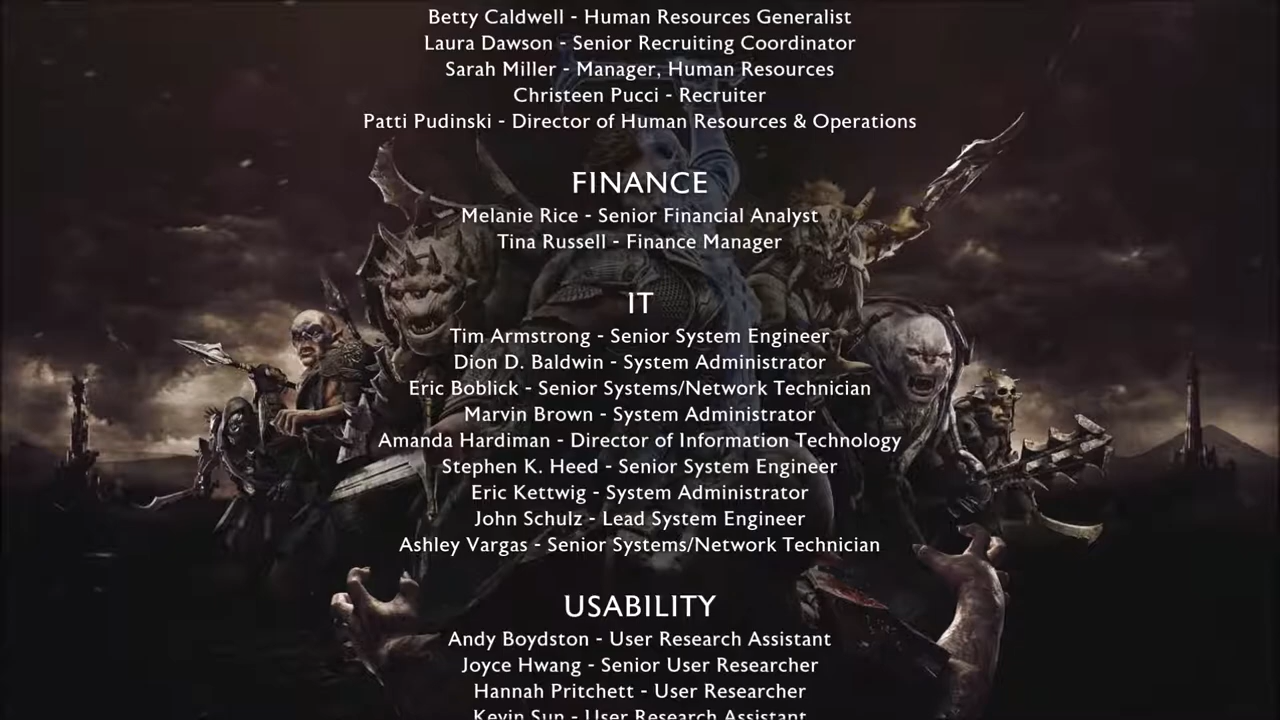 Betty Caldwell - Human Resources Generalist
Laura Dawson - Senior Recruiting Coordinator
Sarah Miller - Manager, Human Resources
Christeen Pucci - Recruiter
Patti Pudinski - Director of Human Resources & Operations
FINANCE
Melanie Rice - Senior Financial Analyst
Tina Russell - Finance Manager
IT
Tim Armstrong - Senior System Engineer
Dion D. Baldwin - System Administrator
Eric Boblick - Senior Systems/Network Technician
Marvin Brown - System Administrator
Amanda Hardiman - Director of Information Technology
Stephen K. Heed - Senior System Engineer
Eric Kettwig - System Administrator
John Schulz - Lead System Engineer
Ashley Vargas - Senior Systems/Network Technician
USABILITY
Andy Boydston - User Research Assistant
Joyce Hwang - Senior User Researcher
Hannah Pritchett - User Researcher
Kevin Sun - User Research Assistant